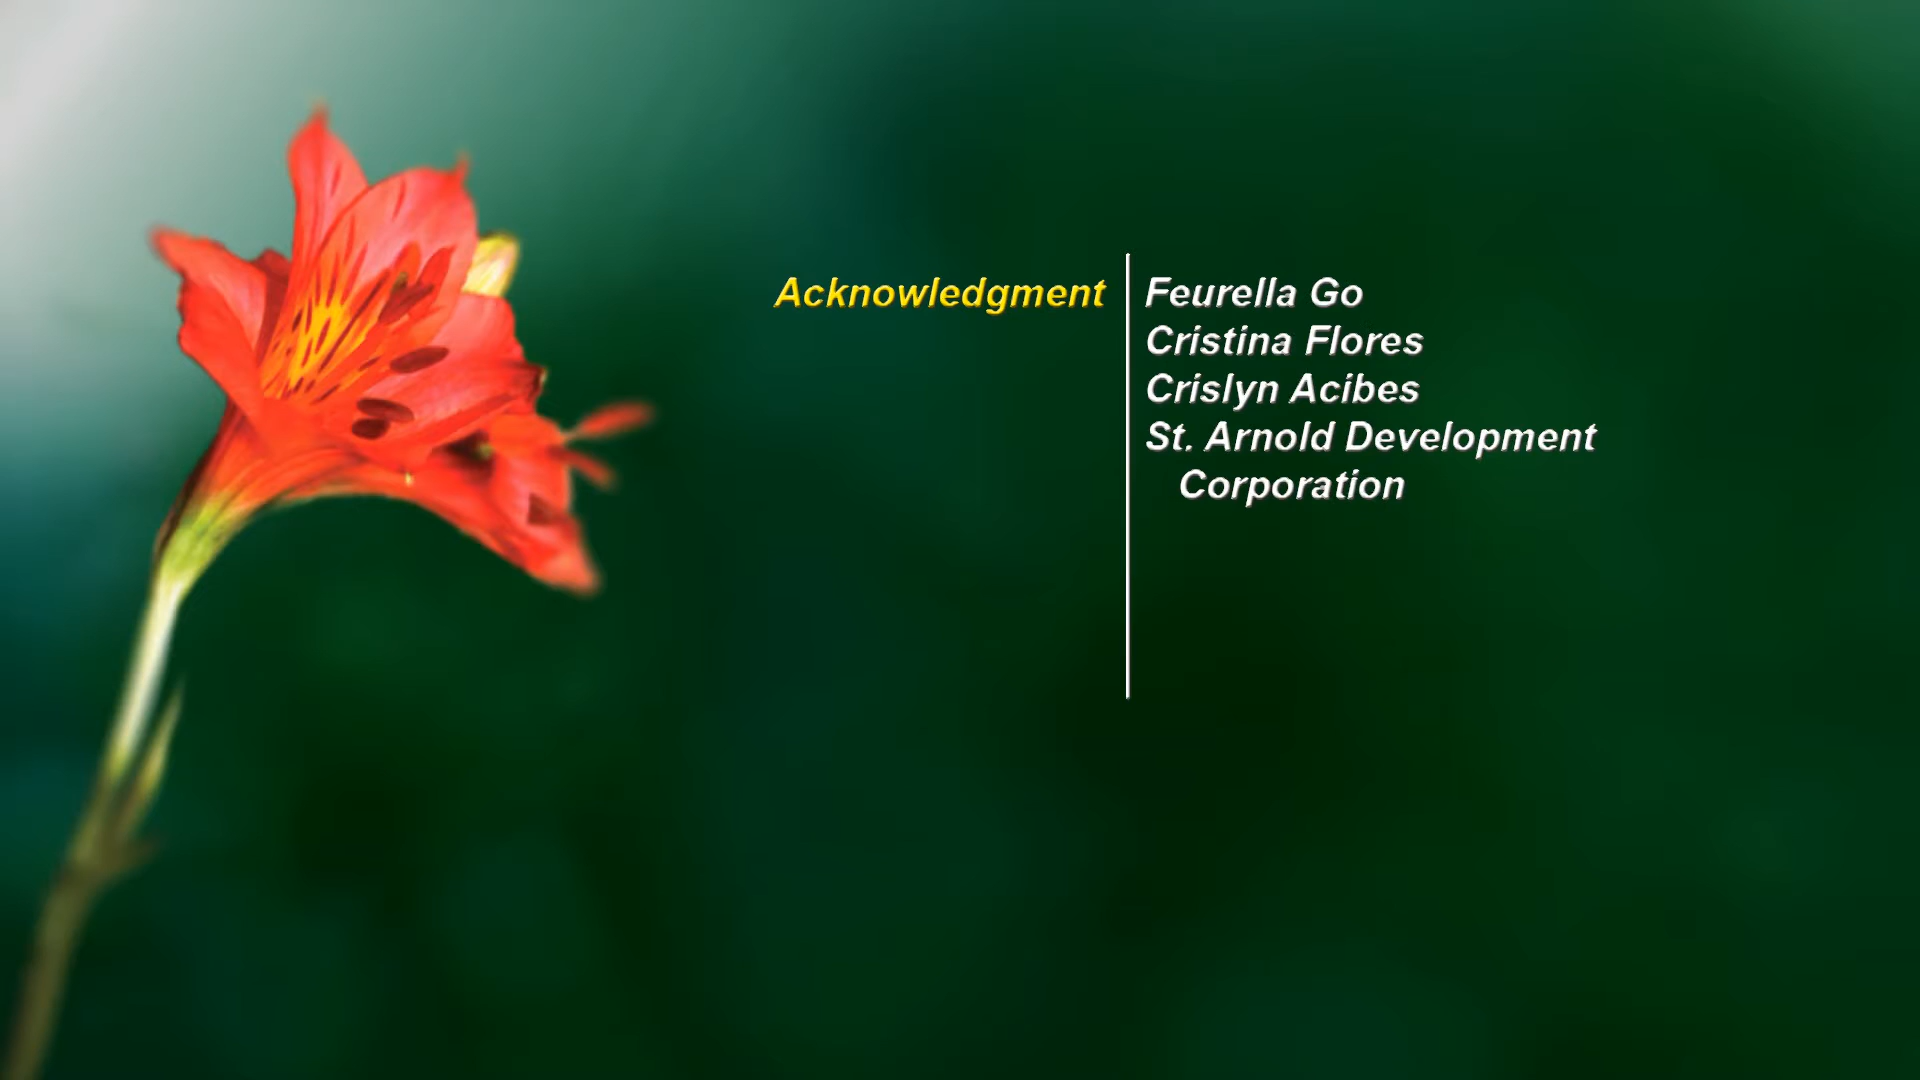 Acknowledgment
Feurella Go
Cristina Flores
Crislyn Acibes
St. Arnold Development
Corporation